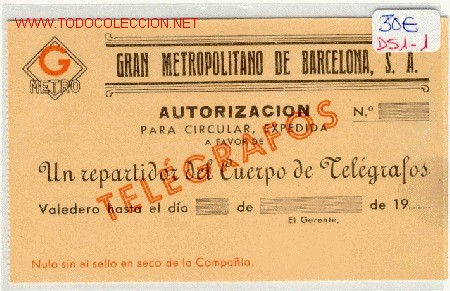 www.TODOCOLECCION.NET
30€
DS1-1
G
METRO
GRAN METROPOLITANO DE BARCELONA, S. A.
AUTORIZACION N.º
PARA CIRCULAR, EXPEDIDA
A FAVOR DE
TELÉGRAFOS
Un repartidor del Cuerpo de Telégrafos
Valedero hasta el día de de 19
El Gerente,
Nulo sin el sello en seco de la Compañía.